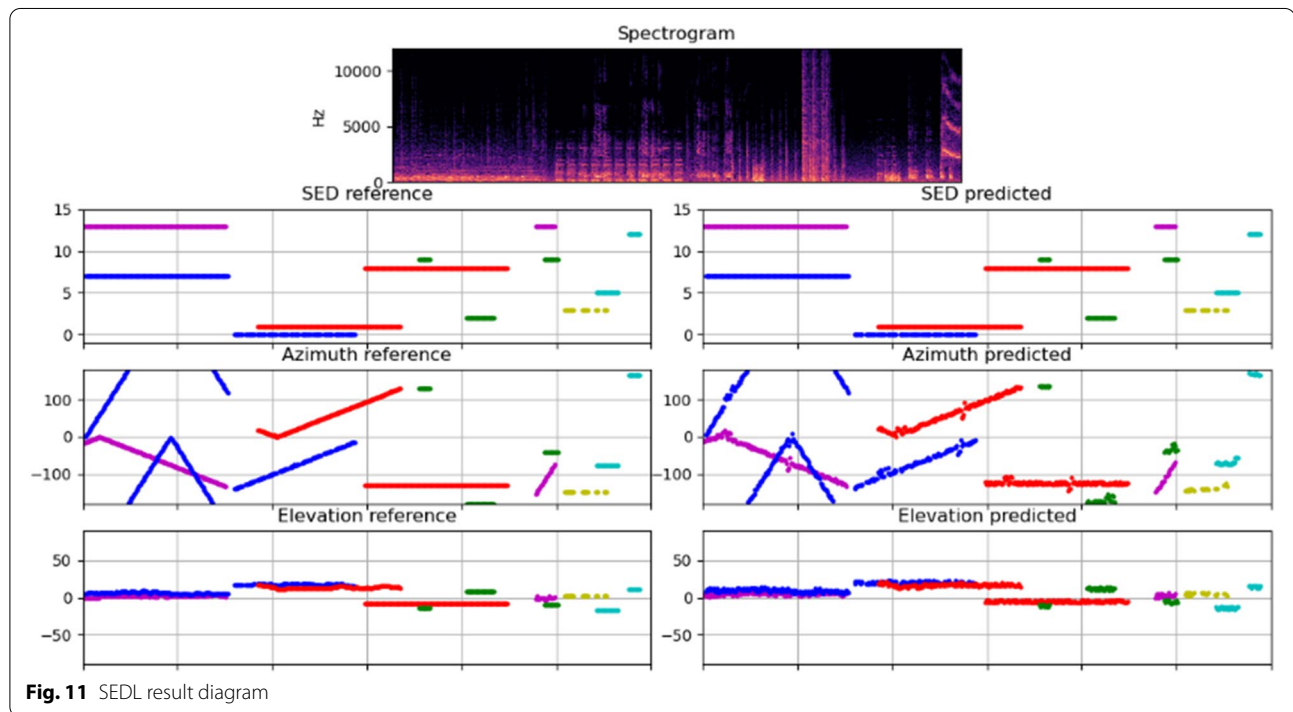 Spectrogram
10000
5000
0
Hz
SED reference
SED predicted
15
10
5
0
15
10
5
0
Azimuth reference
Azimuth predicted
100
0
−100
100
0
−100
Elevation reference
Elevation predicted
50
0
−50
50
0
−50
Fig. 11 SEDL result diagram